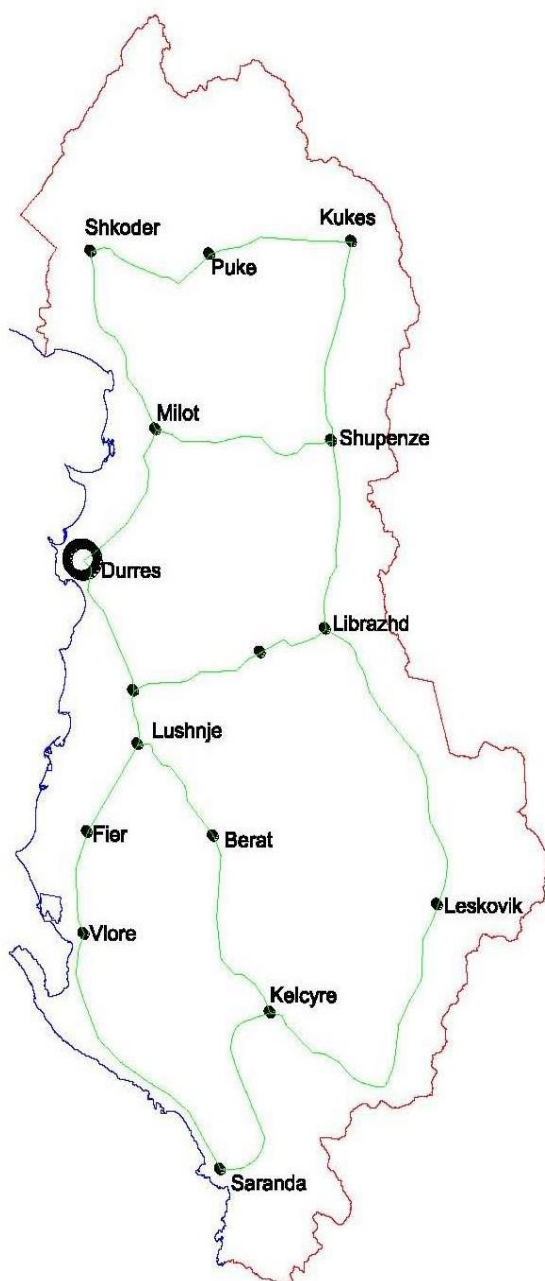 Shkoder
Kukes
Puke
Milot
Shupenze
Durres
Librazhd
Lushnje
Fier
Berat
Leskovik
Vlore
Kelcyre
Saranda